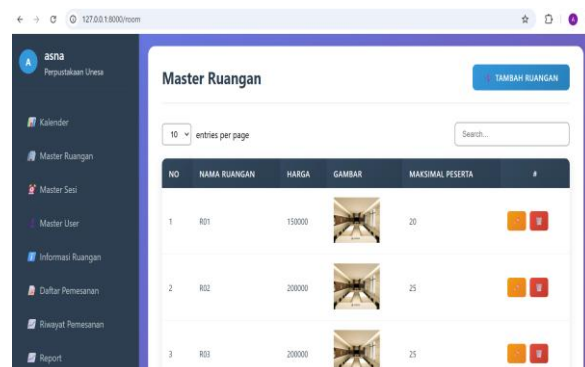 127.0.0.1:8000/room
A
asna
Perpustakaan Unesa
Kalender
Master Ruangan
Master Sesi
Master User
Informasi Ruangan
Daftar Pemesanan
Riwayat Pemesanan
Report
Master Ruangan
TAMBAH RUANGAN
10 entries per page
Search...
NO NAMA RUANGAN HARGA GAMBAR MAKSIMAL PESERTA #
1 R01 150000 20
2 R02 200000 25
3 R03 200000 25